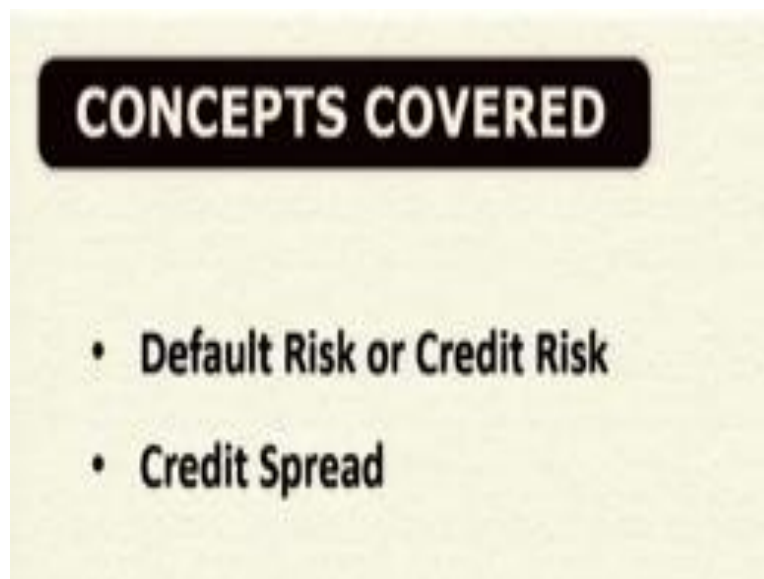 CONCEPTS COVERED
• Default Risk or Credit Risk
• Credit Spread